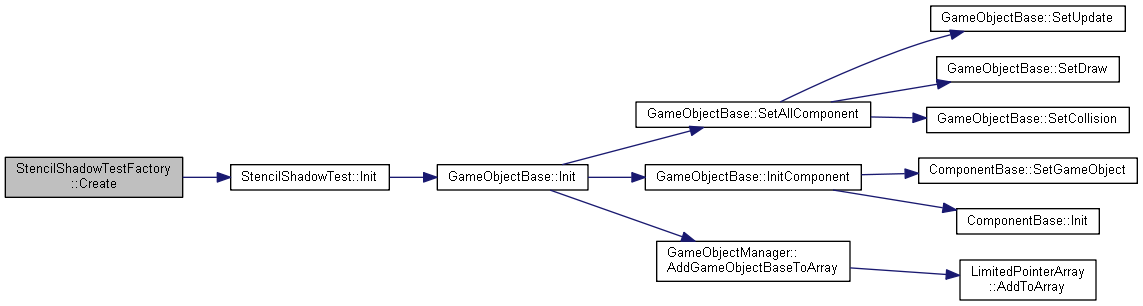 StencilShadowTestFactory
::Create
StencilShadowTest::Init
GameObjectBase::Init
GameObjectBase::SetAllComponent
GameObjectBase::SetUpdate
GameObjectBase::SetDraw
GameObjectBase::SetCollision
GameObjectBase::InitComponent
ComponentBase::SetGameObject
ComponentBase::Init
GameObjectManager::
AddGameObjectBaseToArray
LimitedPointerArray
::AddToArray